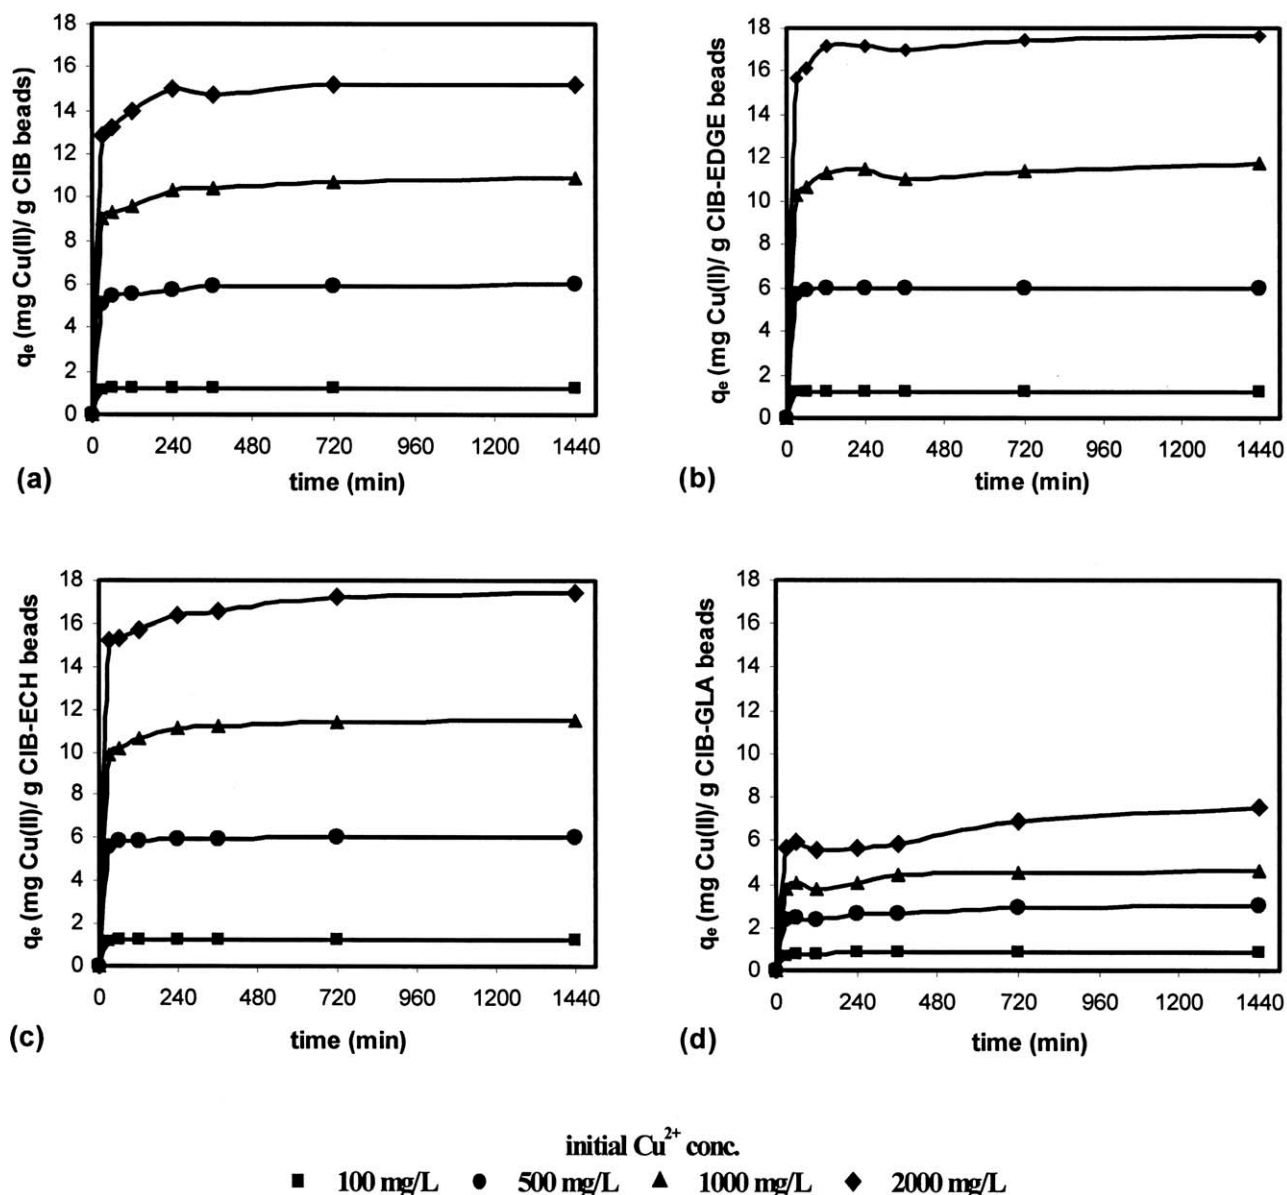 18
16
14
12
10
8
6
4
2
0
qe (mg Cu(II)/ g CIB beads)
0 240 480 720 960 1200 1440
time (min)
(a)
18
16
14
12
10
8
6
4
2
0
qe (mg Cu(II)/ g CIB-EDGE beads
0 240 480 720 960 1200 1440
time (min)
(b)
18
16
14
12
10
8
6
4
2
0
qe (mg Cu(II)/ g CIB-ECH beads
0 240 480 720 960 1200 1440
time (min)
(c)
18
16
14
12
10
8
6
4
2
0
qe (mg Cu(II)/ g CIB-GLA beads
0 240 480 720 960 1200 1440
time (min)
(d)
initial Cu2+ conc.
100 mg/L 500 mg/L 1000 mg/L 2000 mg/L